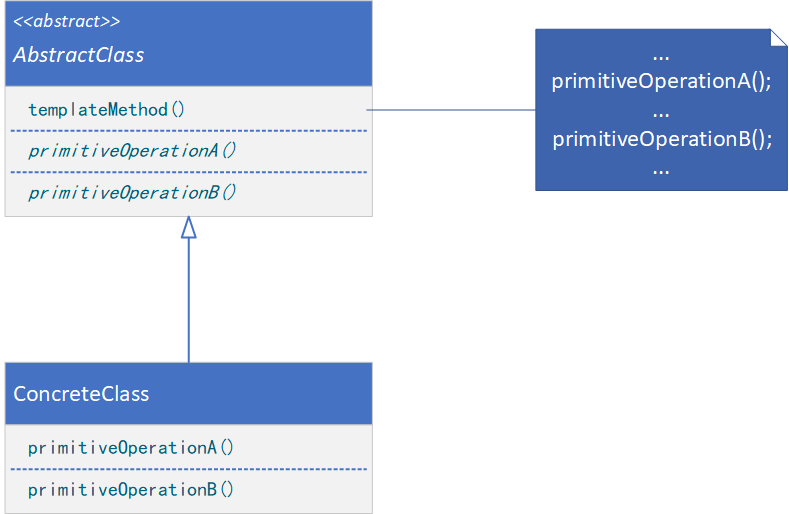 <<abstract>>
AbstractClass
templateMethod()
primitiveOperationA()
primitiveOperationB()
...
primitiveOperationA();
...
primitiveOperationB();
...
ConcreteClass
primitiveOperationA()
primitiveOperationB()